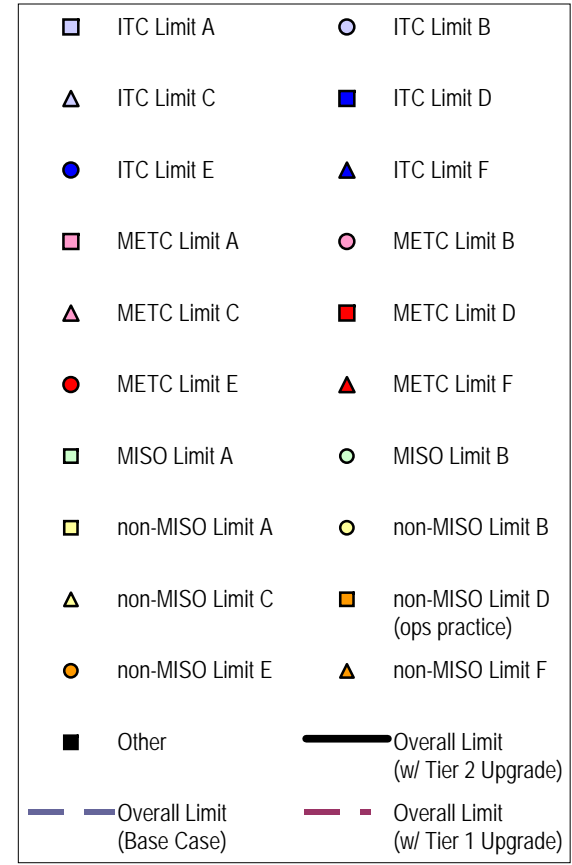 ITC Limit A
ITC Limit B
ITC Limit C
ITC Limit D
ITC Limit E
ITC Limit F
METC Limit A
METC Limit B
METC Limit C
METC Limit D
METC Limit E
METC Limit F
MISO Limit A
MISO Limit B
non-MISO Limit A
non-MISO Limit B
non-MISO Limit C
non-MISO Limit D
(ops practice)
non-MISO Limit E
non-MISO Limit F
Other
Overall Limit
(w/ Tier 2 Upgrade)
Overall Limit
(Base Case)
Overall Limit
(w/ Tier 1 Upgrade)